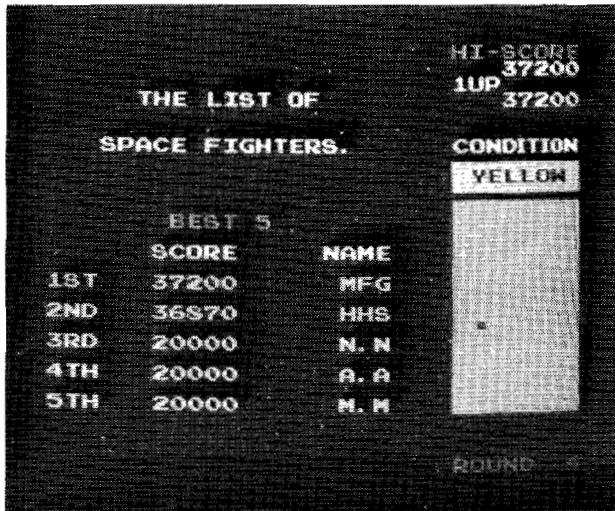 HI-SCORE
37200
1UP
37200
THE LIST OF
SPACE FIGHTERS.
CONDITION
YELLOW
BEST 5
SCORE NAME
1ST 37200 MFG
2ND 36870 HHS
3RD 20000 N.N
4TH 20000 A.A
5TH 20000 M.M
ROUND